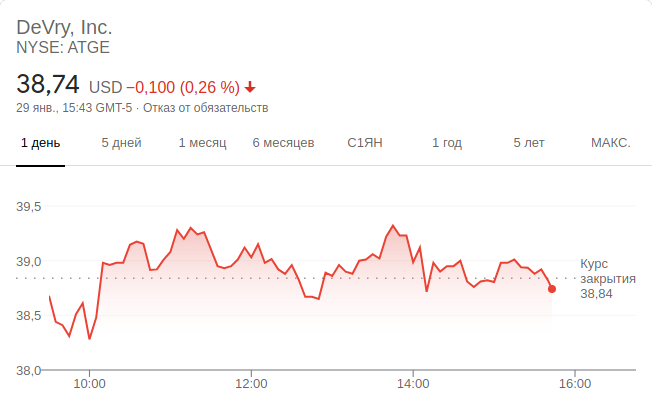 DeVry, Inc.
NYSE: ATGE
38,74 USD −0,100 (0,26 %)
29 янв., 15:43 GMT-5 · Отказ от обязательств
1 день 5 дней 1 месяц 6 месяцев С1ЯН 1 год 5 лет МАКС.
39,5
39,0
38,5
38,0
Курс
закрытия
38,84
10:00 12:00 14:00 16:00